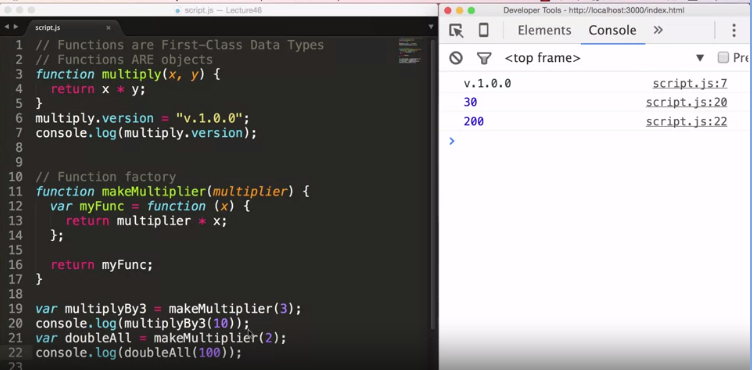 script.js — Lecture46
script.js
1 // Functions are First-Class Data Types
2 // Functions ARE objects
3 function multiply(x, y) {
4   return x * y;
5 }
6 multiply.version = "v.1.0.0";
7 console.log(multiply.version);
8
9
10 // Function factory
11 function makeMultiplier(multiplier) {
12   var myFunc = function (x) {
13     return multiplier * x;
14   };
15
16   return myFunc;
17 }
18
19 var multiplyBy3 = makeMultiplier(3);
20 console.log(multiplyBy3(10));
21 var doubleAll = makeMultiplier(2);
22 console.log(doubleAll(100));
23
Developer Tools - http://localhost:3000/index.html
Elements Console »
<top frame> ▼ Pre
v.1.0.0 script.js:7
30 script.js:20
200 script.js:22
>